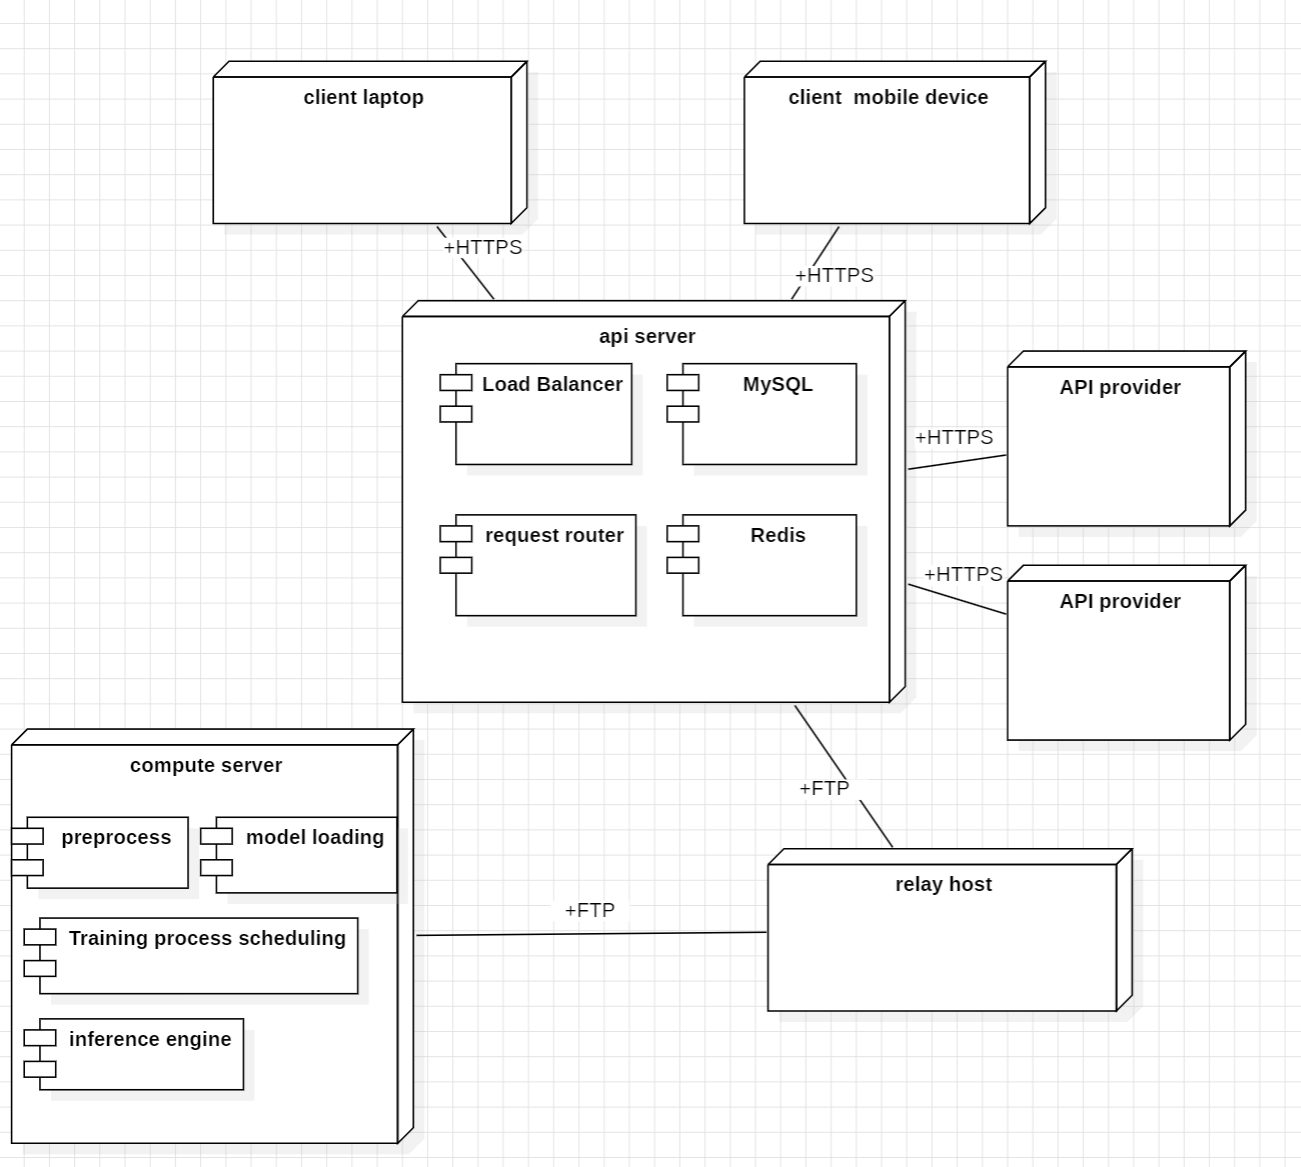 client laptop
client  mobile device
+HTTPS
+HTTPS
api server
Load Balancer
MySQL
API provider
+HTTPS
request router
Redis
+HTTPS
API provider
compute server
+FTP
preprocess
model loading
relay host
+FTP
Training process scheduling
inference engine